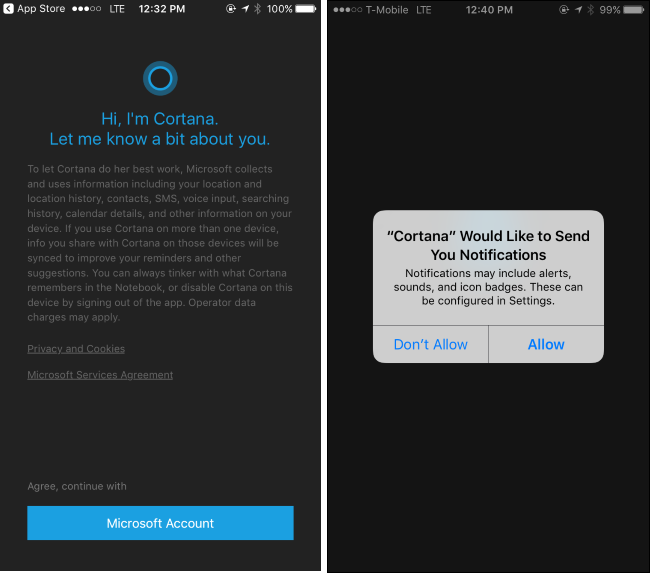 App Store LTE 12:32 PM 100%
Hi, I'm Cortana.
Let me know a bit about you.
To let Cortana do her best work, Microsoft collects
and uses information including your location and
location history, contacts, SMS, voice input, searching
history, calendar details, and other information on your
device. If you use Cortana on more than one device,
info you share with Cortana on those devices will be
synced to improve your reminders and other
suggestions. You can always tinker with what Cortana
remembers in the Notebook, or disable Cortana on this
device by signing out of the app. Operator data
charges may apply.
Privacy and Cookies
Microsoft Services Agreement
Agree, continue with
Microsoft Account
T-Mobile LTE 12:40 PM 99%
“Cortana” Would Like to Send
You Notifications
Notifications may include alerts,
sounds, and icon badges. These can
be configured in Settings.
Don’t Allow Allow